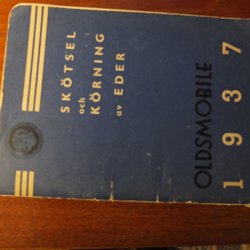 SKÖTSEL
och
KÖRNING
av EDER
OLDSMOBILE
1937